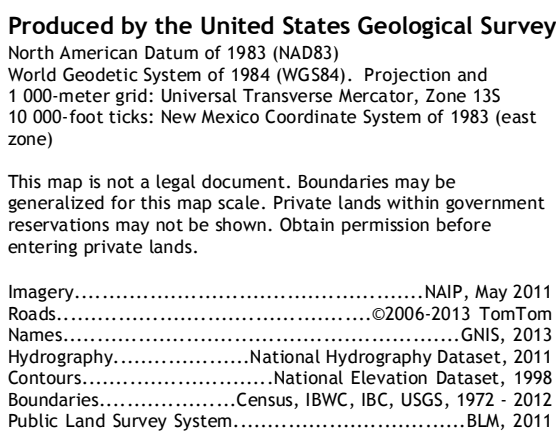 Produced by the United States Geological Survey
North American Datum of 1983 (NAD83)
World Geodetic System of 1984 (WGS84).  Projection and
1 000-meter grid: Universal Transverse Mercator, Zone 13S
10 000-foot ticks: New Mexico Coordinate System of 1983 (east
zone)
This map is not a legal document. Boundaries may be
generalized for this map scale. Private lands within government
reservations may not be shown. Obtain permission before
entering private lands.
Imagery.................................................NAIP, May 2011
Roads............................................©2006-2013 TomTom
Names......................................................GNIS, 2013
Hydrography....................National Hydrography Dataset, 2011
Contours............................National Elevation Dataset, 1998
Boundaries...................Census, IBWC, IBC, USGS, 1972 - 2012
Public Land Survey System.................................BLM, 2011